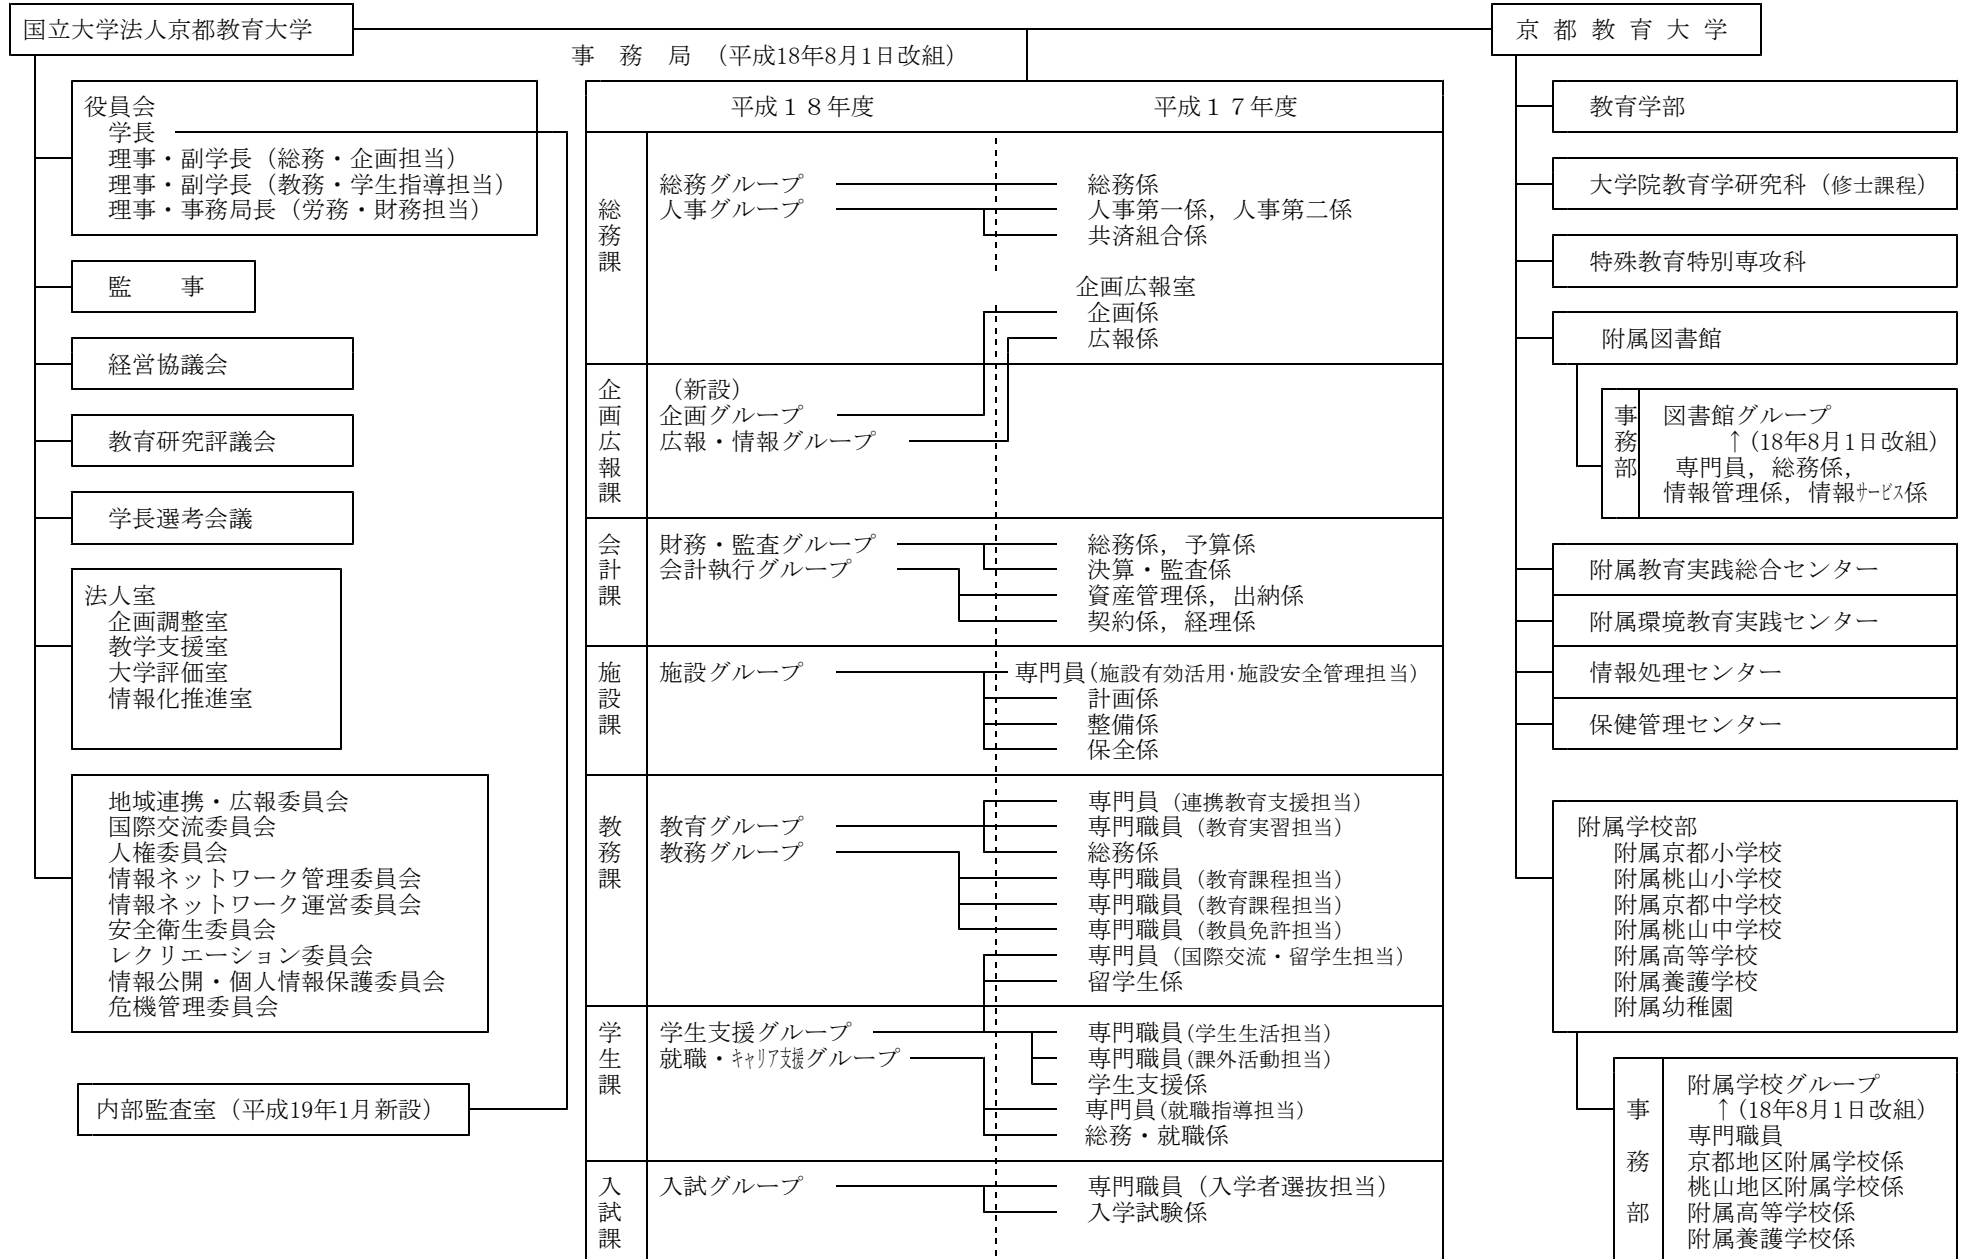 国立大学法人京都教育大学
役員会
学長
理事・副学長（総務・企画担当）
理事・副学長（教務・学生指導担当）
理事・事務局長（労務・財務担当）
監　事
経営協議会
教育研究評議会
学長選考会議
法人室
企画調整室
教学支援室
大学評価室
情報化推進室
地域連携・広報委員会
国際交流委員会
人権委員会
情報ネットワーク管理委員会
情報ネットワーク運営委員会
安全衛生委員会
レクリエーション委員会
情報公開・個人情報保護委員会
危機管理委員会
内部監査室（平成19年1月新設）
事　務　局　（平成18年8月1日改組）
平成１８年度　平成１７年度
総務課
総務グループ　総務係
人事グループ　人事第一係，人事第二係
共済組合係
企画広報室
企画係
広報係
企画広報課
（新設）
企画グループ
広報・情報グループ
会計課
財務・監査グループ　総務係，予算係
会計執行グループ　決算・監査係
資産管理係，出納係
契約係，経理係
施設課
施設グループ　専門員(施設有効活用･施設安全管理担当)
計画係
整備係
保全係
教務課
専門員（連携教育支援担当）
教育グループ　専門職員（教育実習担当）
教務グループ　総務係
専門職員（教育課程担当）
専門職員（教育課程担当）
専門職員（教員免許担当）
専門員（国際交流・留学生担当）
留学生係
学生課
学生支援グループ　専門職員(学生生活担当)
就職・ｷｬﾘｱ支援グループ　専門職員(課外活動担当)
学生支援係
専門員(就職指導担当)
総務・就職係
入試課
入試グループ　専門職員（入学者選抜担当）
入学試験係
京都教育大学
教育学部
大学院教育学研究科（修士課程）
特殊教育特別専攻科
附属図書館
事務部
図書館グループ
↑(18年8月1日改組)
専門員，総務係，
情報管理係，情報ｻｰﾋﾞｽ係
附属教育実践総合センター
附属環境教育実践センター
情報処理センター
保健管理センター
附属学校部
附属京都小学校
附属桃山小学校
附属京都中学校
附属桃山中学校
附属高等学校
附属養護学校
附属幼稚園
事務部
附属学校グループ
↑(18年8月1日改組)
専門職員
京都地区附属学校係
桃山地区附属学校係
附属高等学校係
附属養護学校係